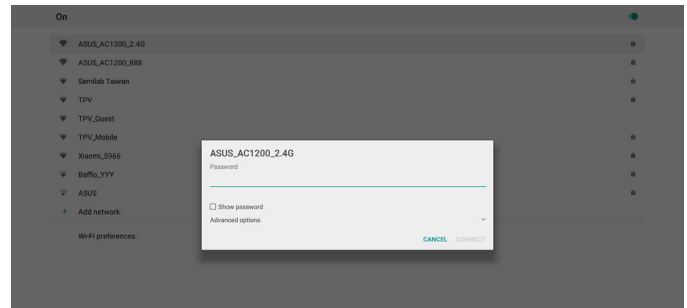 On
ASUS_AC1200_2.4G
ASUS_AC1200_888
Semilab Taiwan
TPV
TPV_Guest
TPV_Mobile
Xiaomi_5966
Baffio_YYY
ASUS
Add network
Wi-Fi preferences
ASUS_AC1200_2.4G
Password
Show password
Advanced options
CANCEL CONNECT